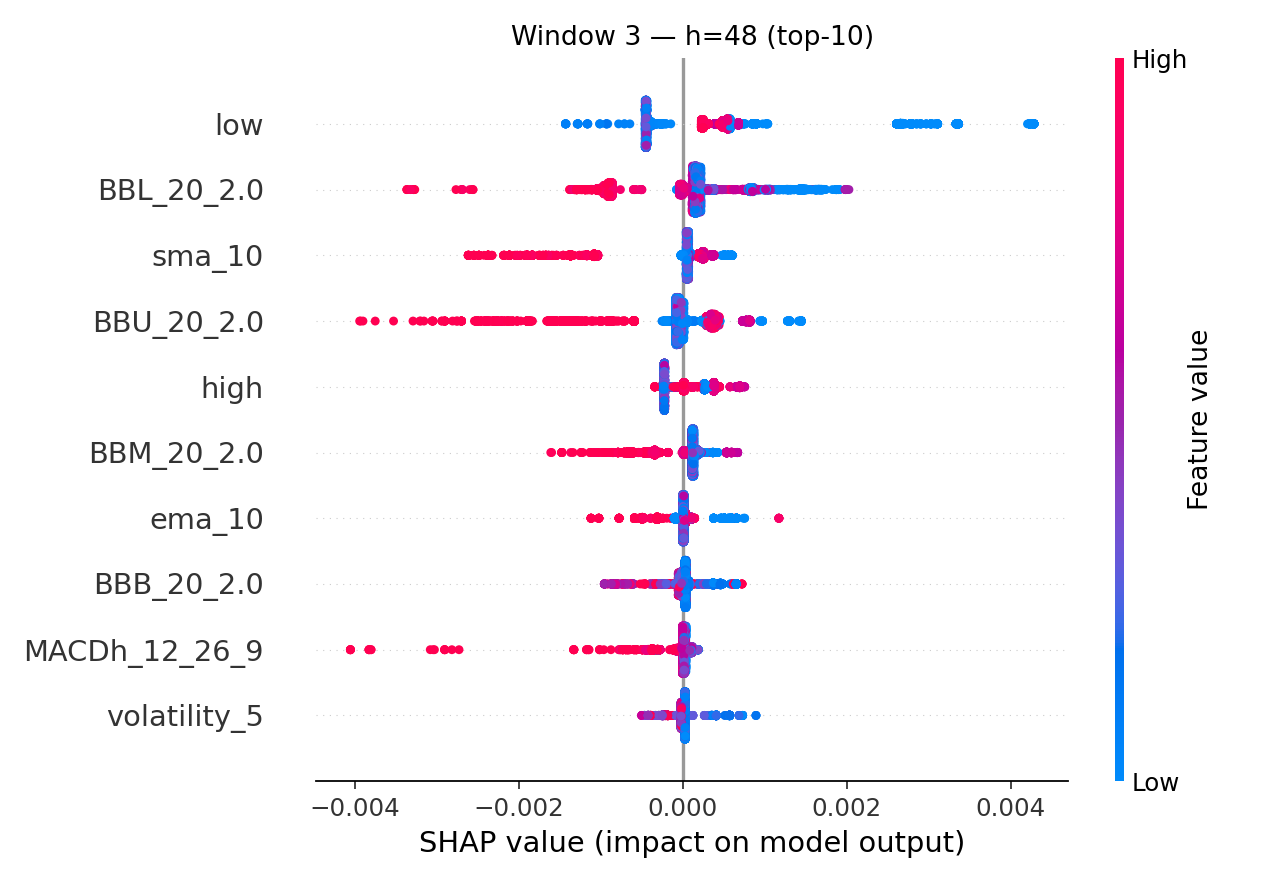 Window 3 — h=48 (top-10)
High
low
BBL_20_2.0
sma_10
BBU_20_2.0
high
BBM_20_2.0
ema_10
BBB_20_2.0
MACDh_12_26_9
volatility_5
Feature value
Low
−0.004 −0.002 0.000 0.002 0.004
SHAP value (impact on model output)